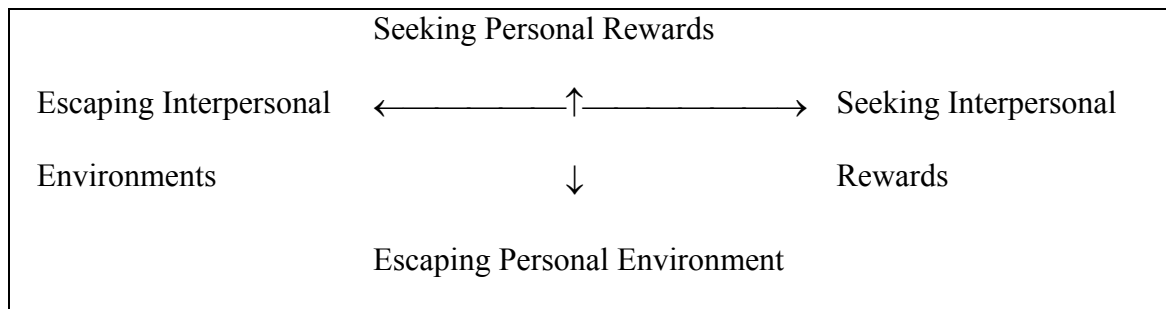 Seeking Personal Rewards
Escaping Interpersonal ←——————↑——————→ Seeking Interpersonal
Environments ↓ Rewards
Escaping Personal Environment